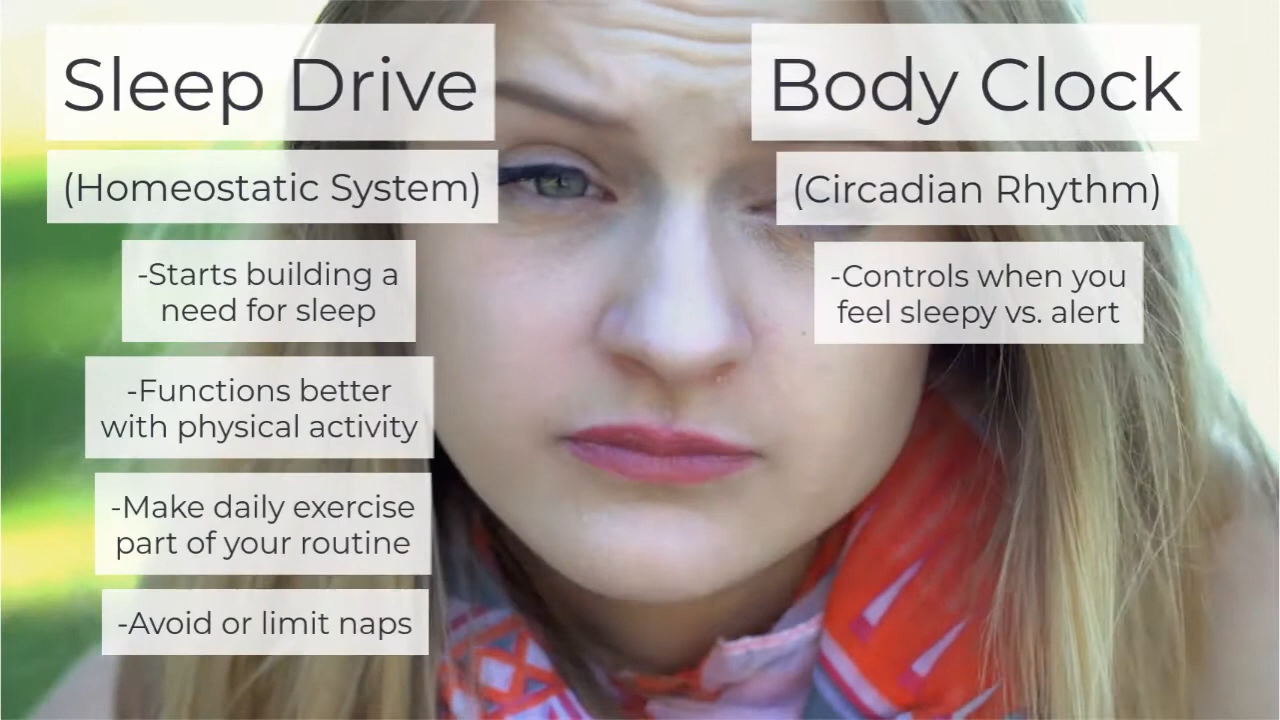 Sleep Drive
(Homeostatic System)
-Starts building a
need for sleep
-Functions better
with physical activity
-Make daily exercise
part of your routine
-Avoid or limit naps
Body Clock
(Circadian Rhythm)
-Controls when you
feel sleepy vs. alert